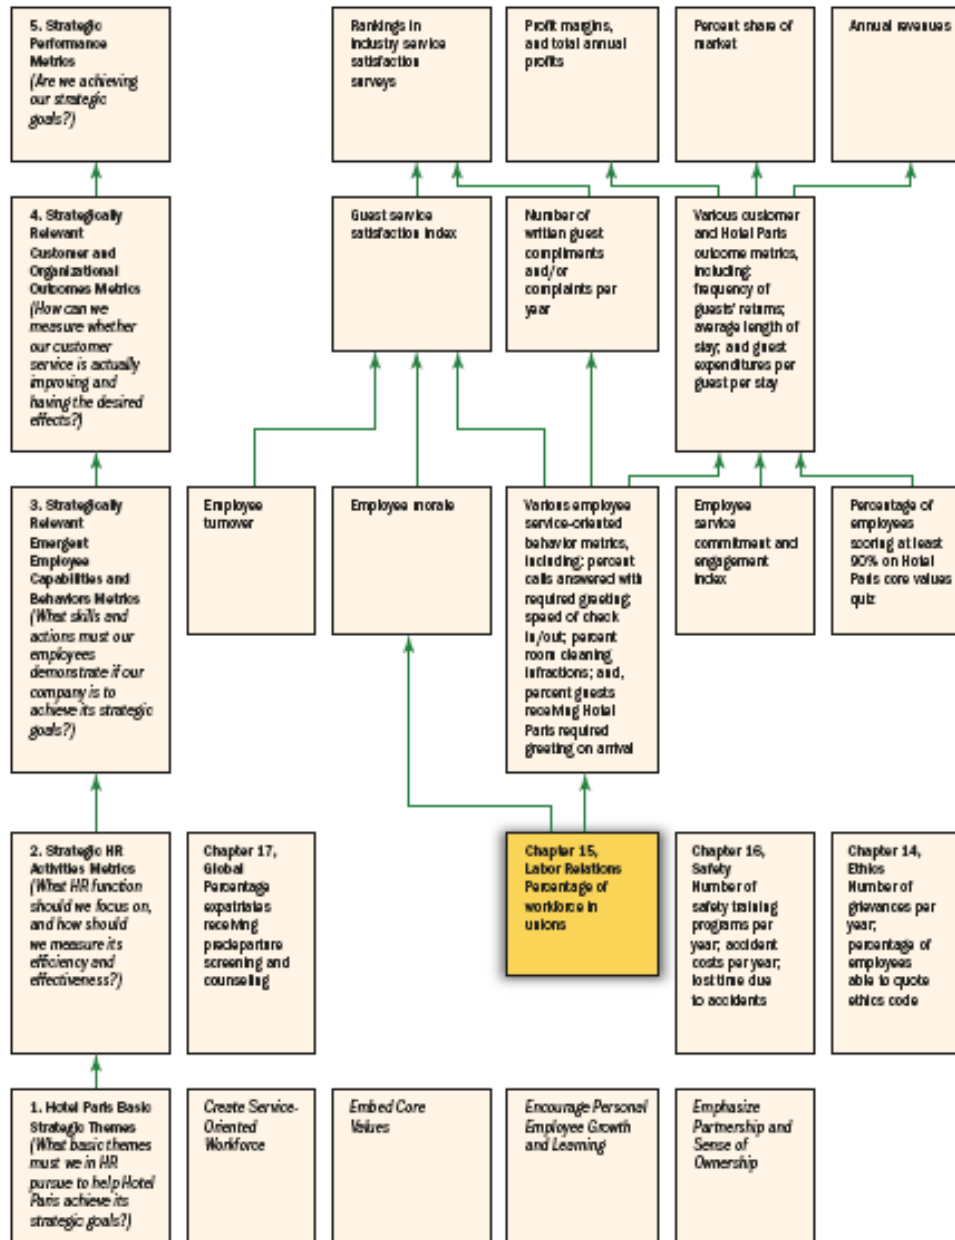 5. Strategic
Performance
Metrics
(Are we achieving
our strategic
goals?)
Rankings in
industry service
satisfaction
surveys
Profit margins,
and total annual
profits
Percent share of
market
Annual revenues
4. Strategically
Relevant
Customer and
Organizational
Outcomes Metrics
(How can we
measure whether
our customer
service is actually
improving and
having the desired
effects?)
Guest service
satisfaction index
Number of
written guest
compliments
and/or
complaints per
year
Various customer
and Hotel Paris
outcome metrics,
including:
frequency of
guests' returns;
average length of
stay; and guest
expenditures per
guest per stay
3. Strategically
Relevant
Emergent
Employee
Capabilities and
Behaviors Metrics
(What skills and
actions must our
employees
demonstrate if our
company is to
achieve its strategic
goals?)
Employee
turnover
Employee morale
Various employee
service-oriented
behavior metrics,
including: percent
calls answered with
required greeting;
speed of check
in/out; percent
room cleaning
infractions; and,
percent guests
receiving Hotel
Paris required
greeting on arrival
Employee
service
commitment and
engagement
index
Percentage of
employees
scoring at least
90% on Hotel
Paris core values
quiz
2. Strategic HR
Activities Metrics
(What HR function
should we focus on,
and how should
we measure its
efficiency and
effectiveness?)
Chapter 17,
Global
Percentage
expatriates
receiving
predeparture
screening and
counseling
Chapter 15,
Labor Relations
Percentage of
workforce in
unions
Chapter 16,
Safety
Number of
safety training
programs per
year; accident
costs per year;
lost time due
to accidents
Chapter 14,
Ethics
Number of
grievances per
year;
percentage of
employees
able to quote
ethics code
1. Hotel Paris Basic
Strategic Themes
(What basic themes
must we in HR
pursue to help Hotel
Paris achieve its
strategic goals?)
Create Service-
Oriented
Workforce
Embed Core
Values
Encourage Personal
Employee Growth
and Learning
Emphasize
Partnership and
Sense of
Ownership